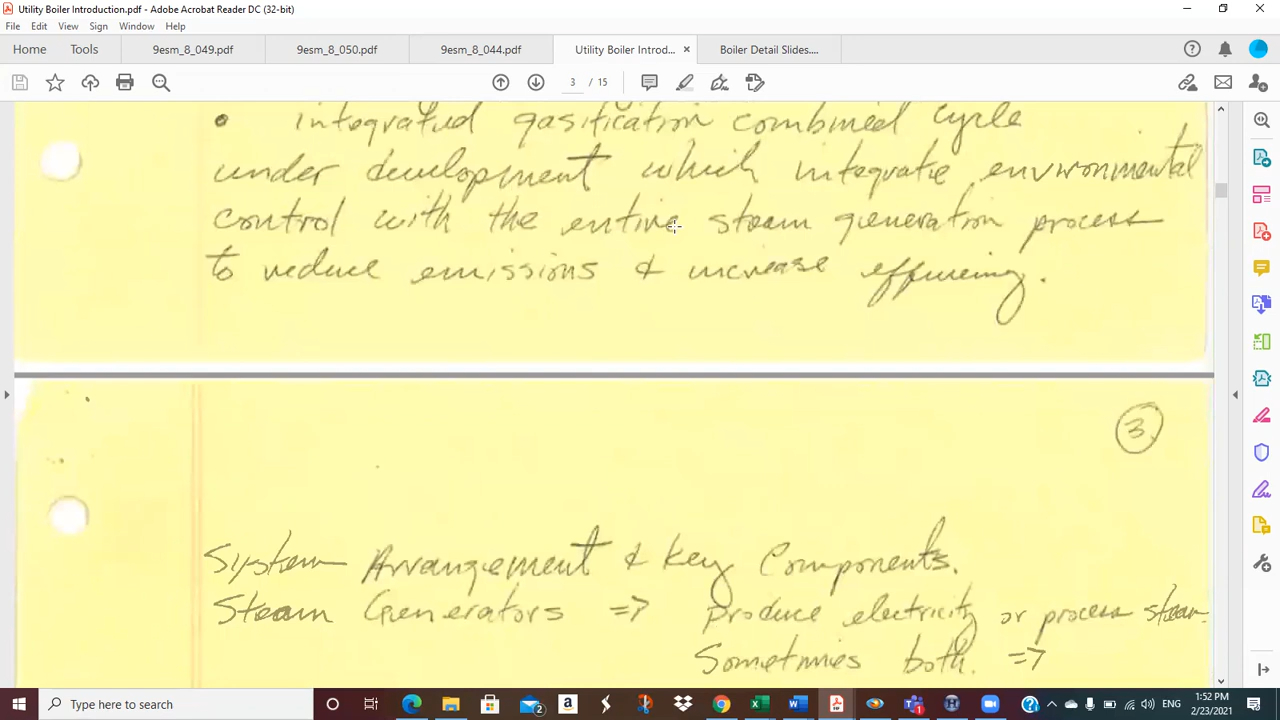 Utility Boiler Introduction.pdf - Adobe Acrobat Reader DC (32-bit)
File Edit View Sign Window Help
Home Tools 9esm_8_049.pdf 9esm_8_050.pdf 9esm_8_044.pdf Utility Boiler Introd... × Boiler Detail Slides....
3 / 15
• integrated gasification combined cycle
under development which integrate environmental
control with the entire steam generation process
to reduce emissions & increase efficiency.
3
System Arrangement & Key Components.
Steam Generators => Produce electricity or process steam.
Sometimes both. =>
Type here to search
2
1:52 PM
2/23/2021